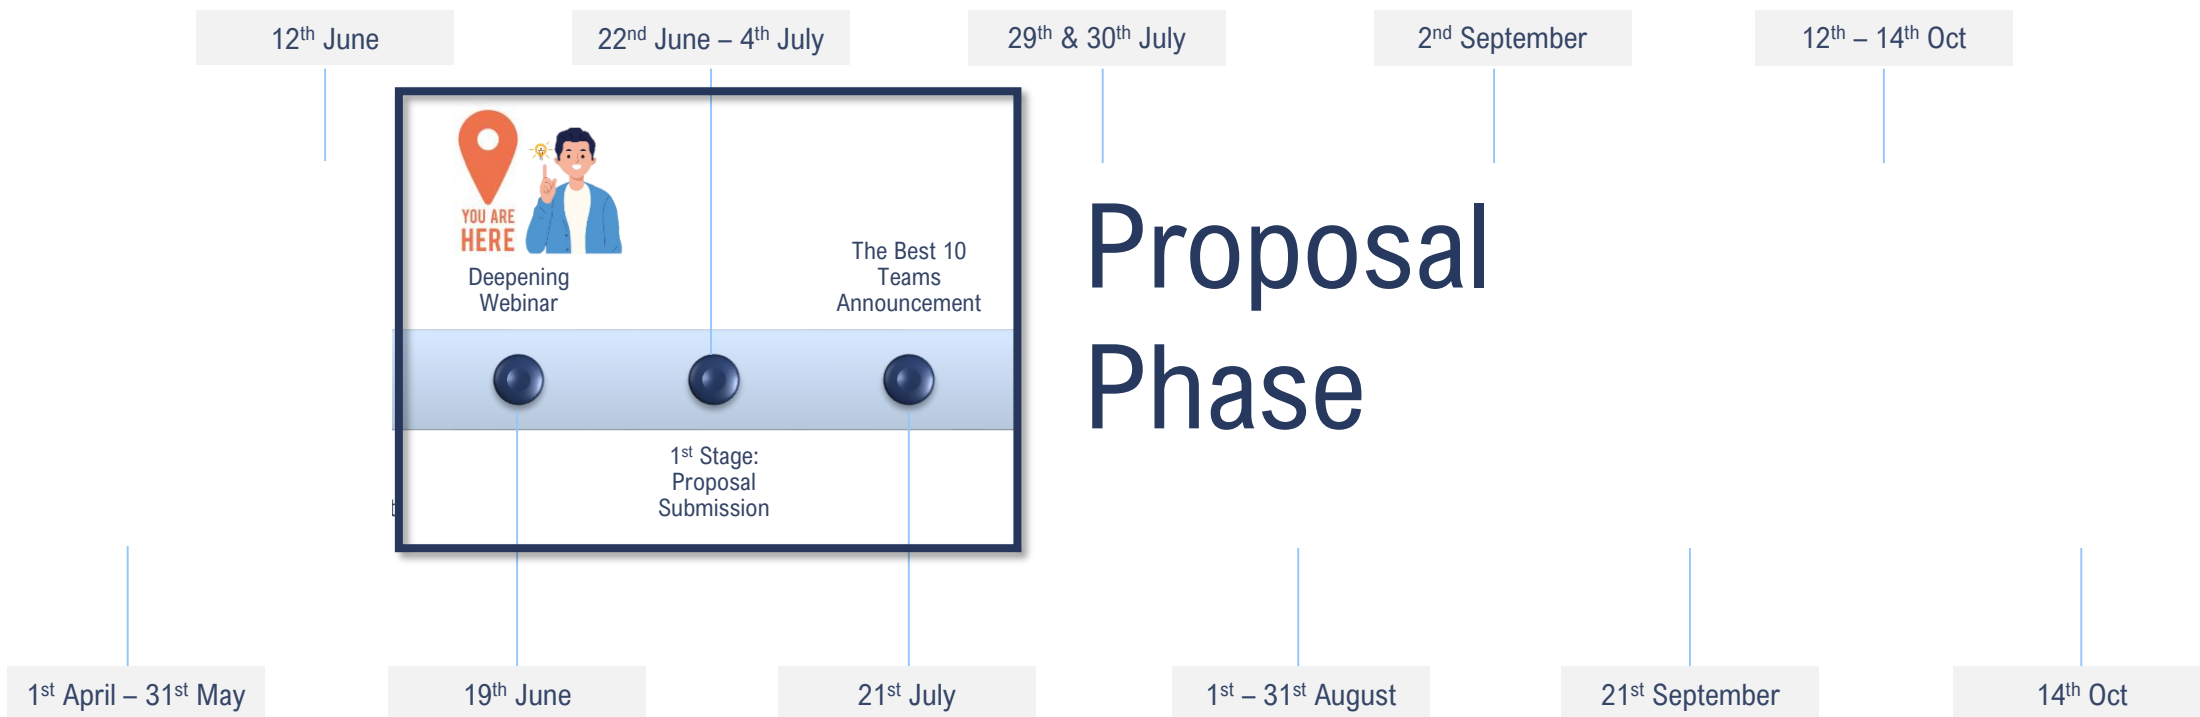 12th June
22nd June – 4th July
29th & 30th July
2nd September
12th – 14th Oct
YOU ARE
HERE
Deepening
Webinar
The Best 10
Teams
Announcement
Proposal
Phase
1st Stage:
Proposal
Submission
1st April – 31st May
19th June
21st July
1st – 31st August
21st September
14th Oct